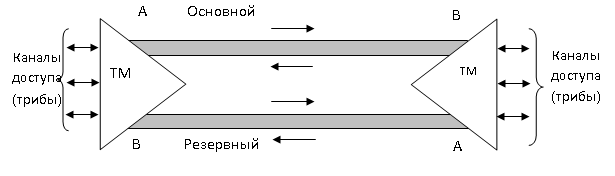 A
Основной
B
Каналы
доступа
(трибы)
ТМ
ТМ
Каналы
доступа
(трибы)
B
Резервный
A